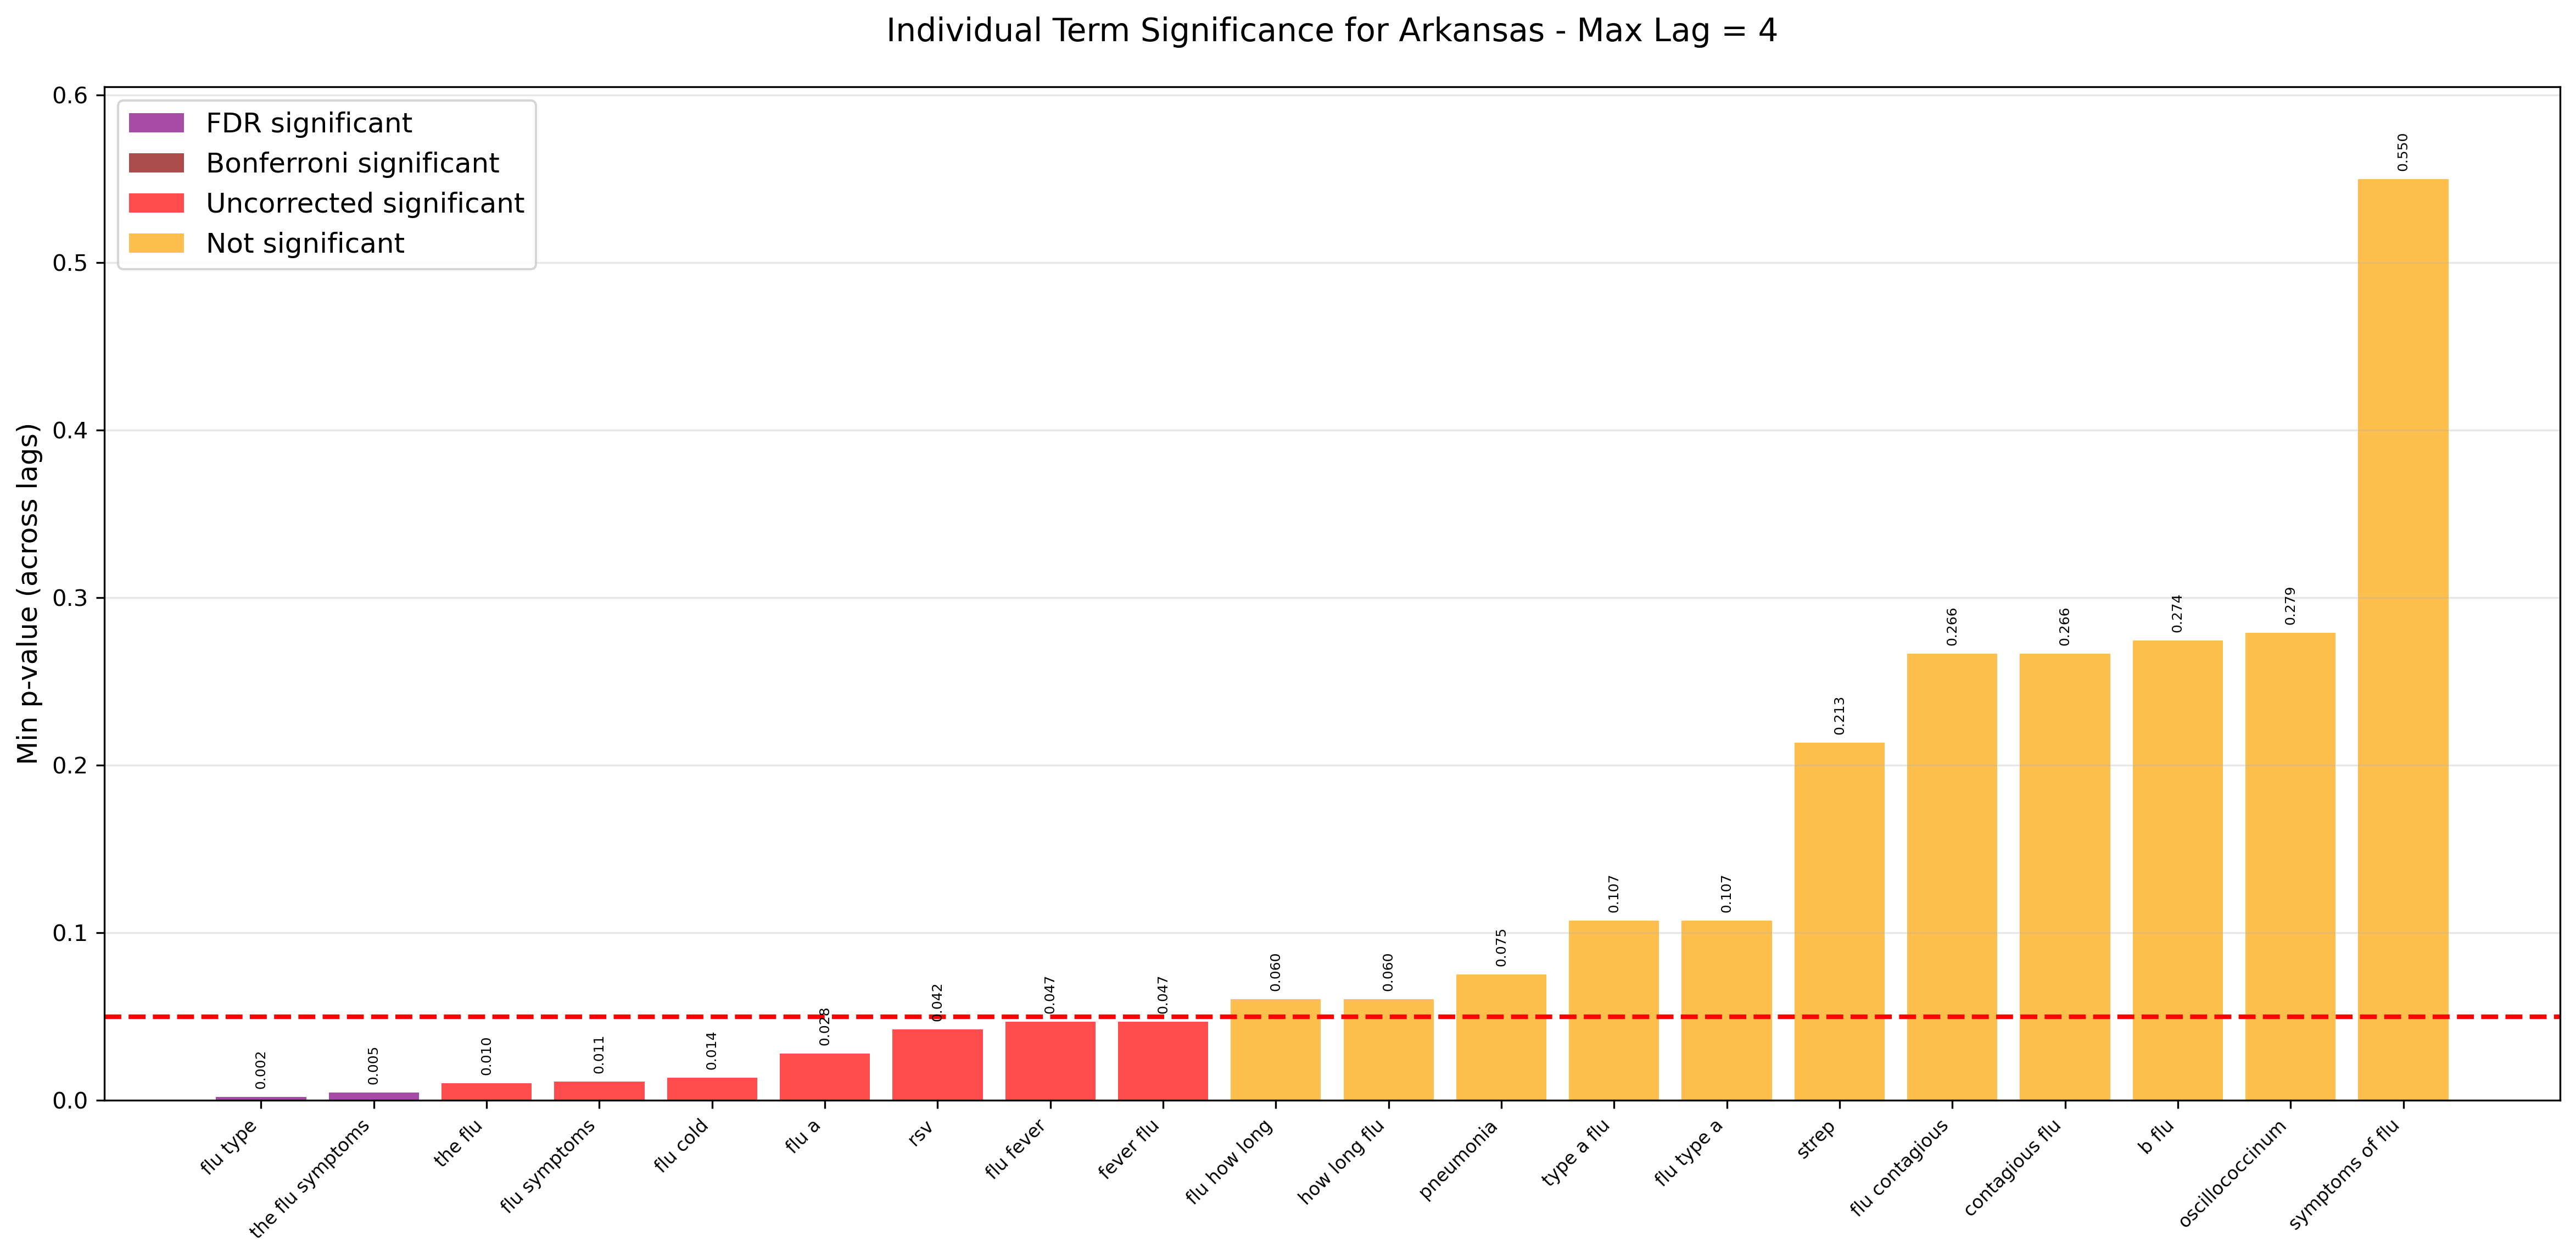 Individual Term Significance for Arkansas - Max Lag = 4
FDR significant
Bonferroni significant
Uncorrected significant
Not significant
Min p-value (across lags)
0.6
0.5
0.4
0.3
0.2
0.1
0.0
0.002
0.005
0.010
0.011
0.014
0.028
0.042
0.047
0.047
0.060
0.060
0.075
0.107
0.107
0.213
0.266
0.266
0.274
0.279
0.550
flu type
the flu symptoms
the flu
flu symptoms
flu cold
flu a
rsv
flu fever
fever flu
flu how long
how long flu
pneumonia
type a flu
flu type a
strep
flu contagious
contagious flu
b flu
oscillococcinum
symptoms of flu